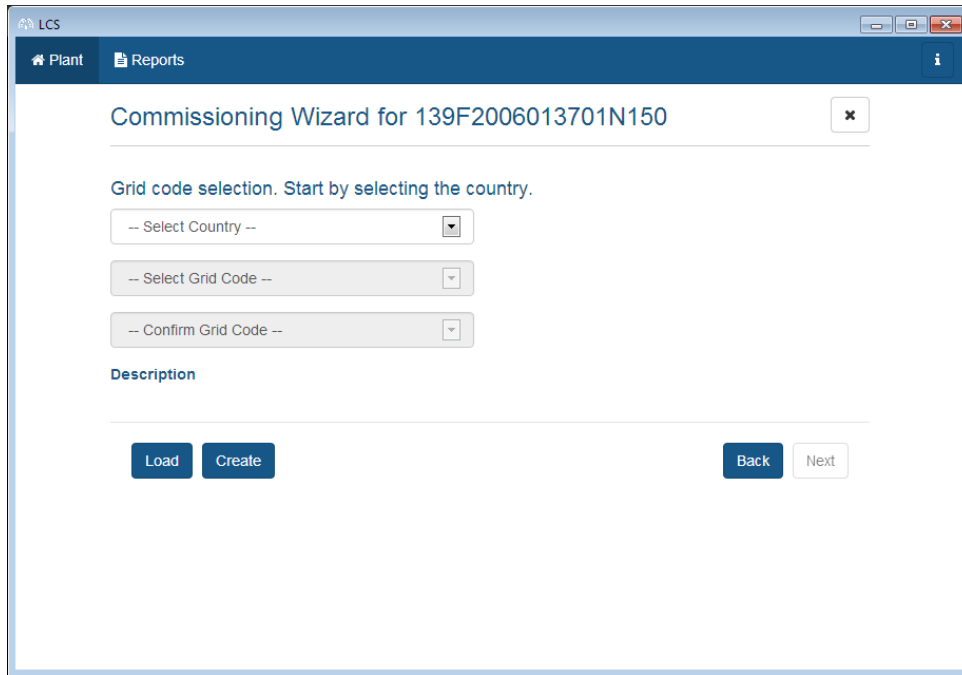 LCS
Plant Reports i
Commissioning Wizard for 139F2006013701N150
Grid code selection. Start by selecting the country.
-- Select Country --
-- Select Grid Code --
-- Confirm Grid Code --
Description
Load Create Back Next